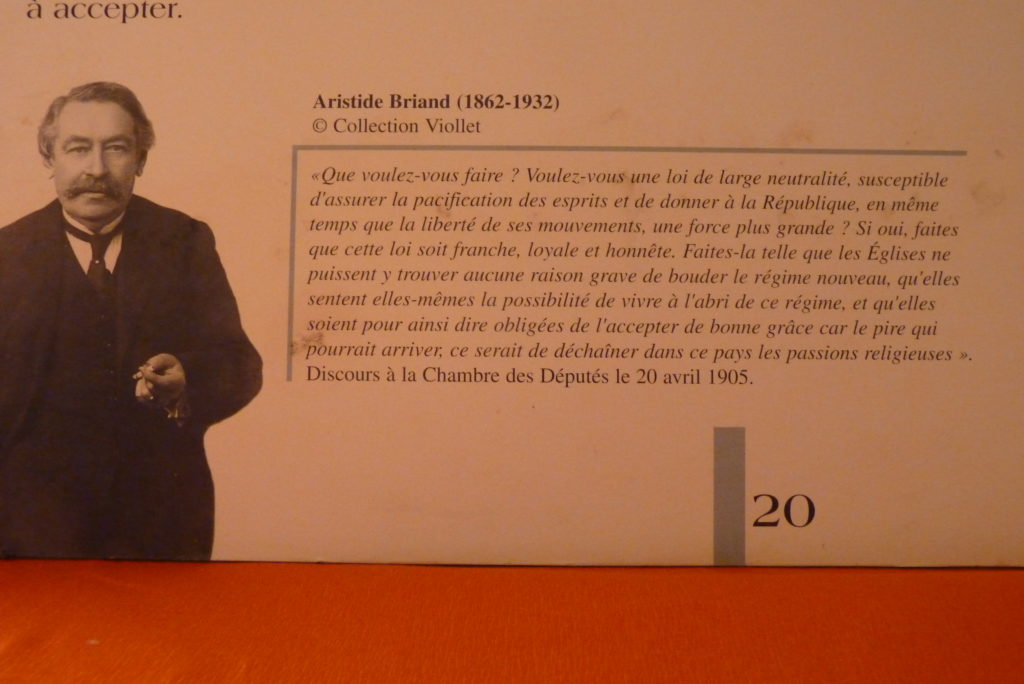 à accepter.
Aristide Briand (1862-1932)
© Collection Viollet
«Que voulez-vous faire ? Voulez-vous une loi de large neutralité, susceptible
d'assurer la pacification des esprits et de donner à la République, en même
temps que la liberté de ses mouvements, une force plus grande ? Si oui, faites
que cette loi soit franche, loyale et honnête. Faites-la telle que les Églises ne
puissent y trouver aucune raison grave de bouder le régime nouveau, qu'elles
sentent elles-mêmes la possibilité de vivre à l'abri de ce régime, et qu'elles
soient pour ainsi dire obligées de l'accepter de bonne grâce car le pire qui
pourrait arriver, ce serait de déchaîner dans ce pays les passions religieuses ».
Discours à la Chambre des Députés le 20 avril 1905.
20